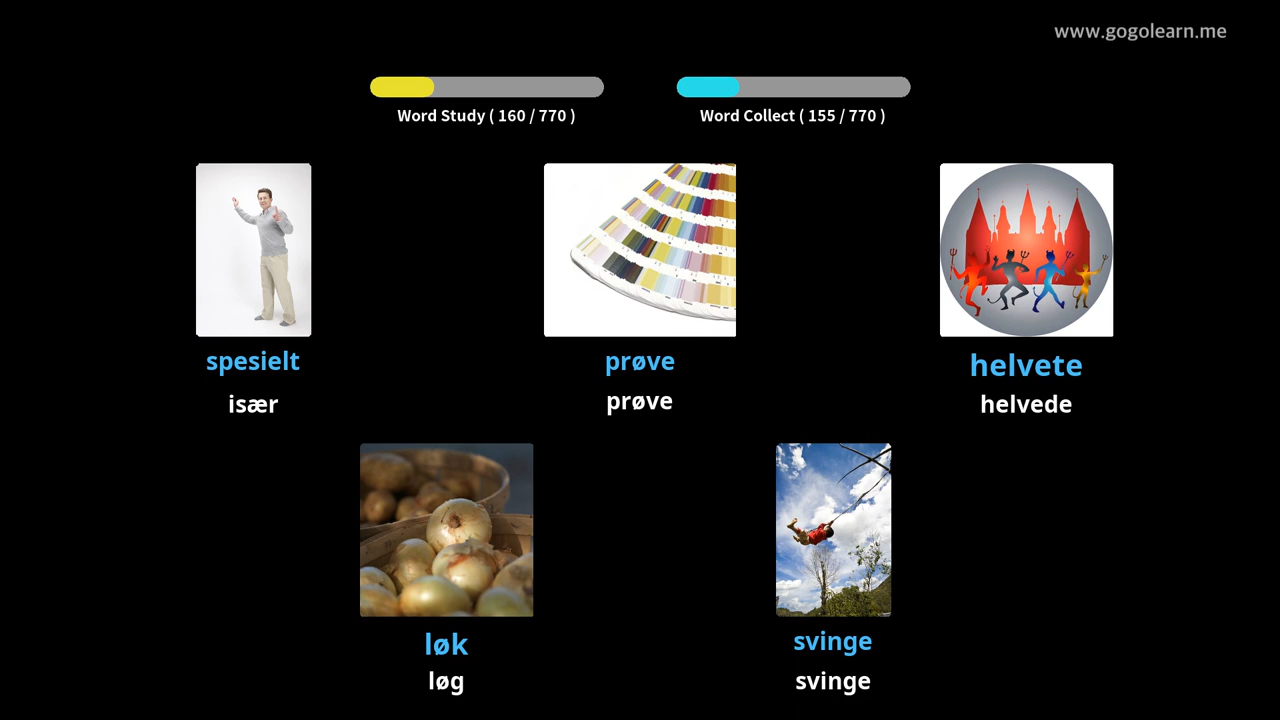 www.gogolearn.me
Word Study ( 160 / 770 )
Word Collect ( 155 / 770 )
spesielt
især
prøve
prøve
helvete
helvede
løk
løg
svinge
svinge